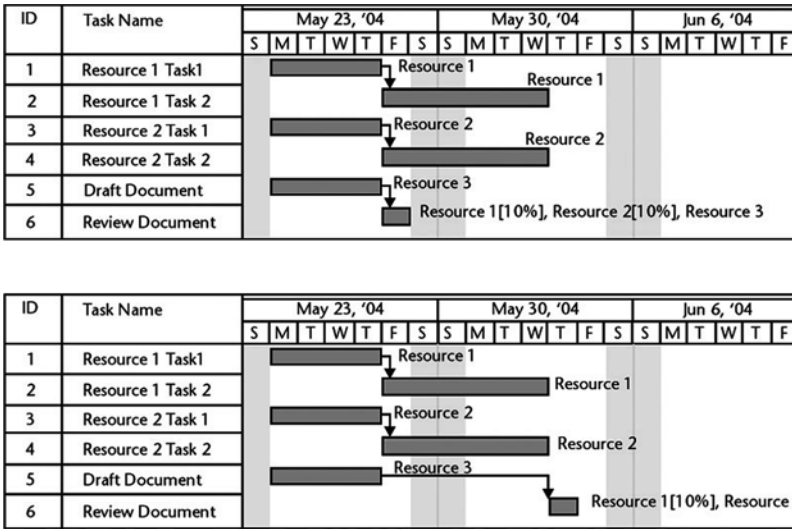 ID Task Name May 23, ‘04 May 30, ‘04 Jun 6, ‘04
S M T W T F S S M T W T F S S M T W T F
1 Resource 1 Task1 Resource 1
2 Resource 1 Task 2 Resource 1
3 Resource 2 Task 1 Resource 2
4 Resource 2 Task 2 Resource 2
5 Draft Document Resource 3
6 Review Document Resource 1[10%], Resource 2[10%], Resource 3
ID Task Name May 23, ‘04 May 30, ‘04 Jun 6, ‘04
S M T W T F S S M T W T F S S M T W T F
1 Resource 1 Task1 Resource 1
2 Resource 1 Task 2 Resource 1
3 Resource 2 Task 1 Resource 2
4 Resource 2 Task 2 Resource 2
5 Draft Document Resource 3
6 Review Document Resource 1[10%], Resource